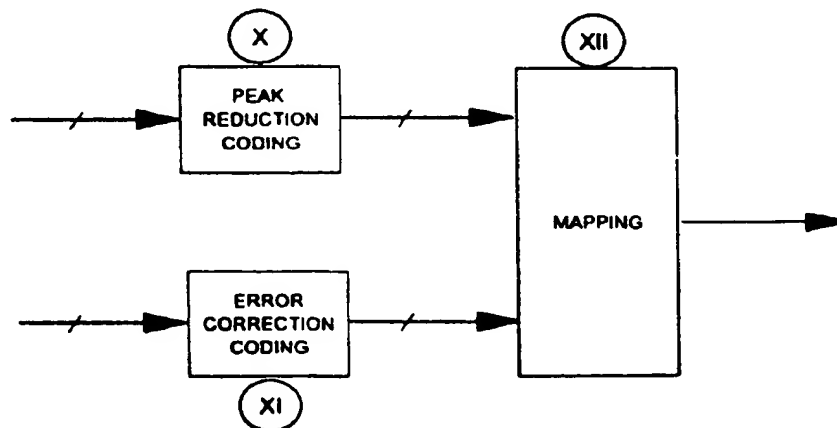 X
PEAK
REDUCTION
CODING
XII
MAPPING
ERROR
CORRECTION
CODING
XI